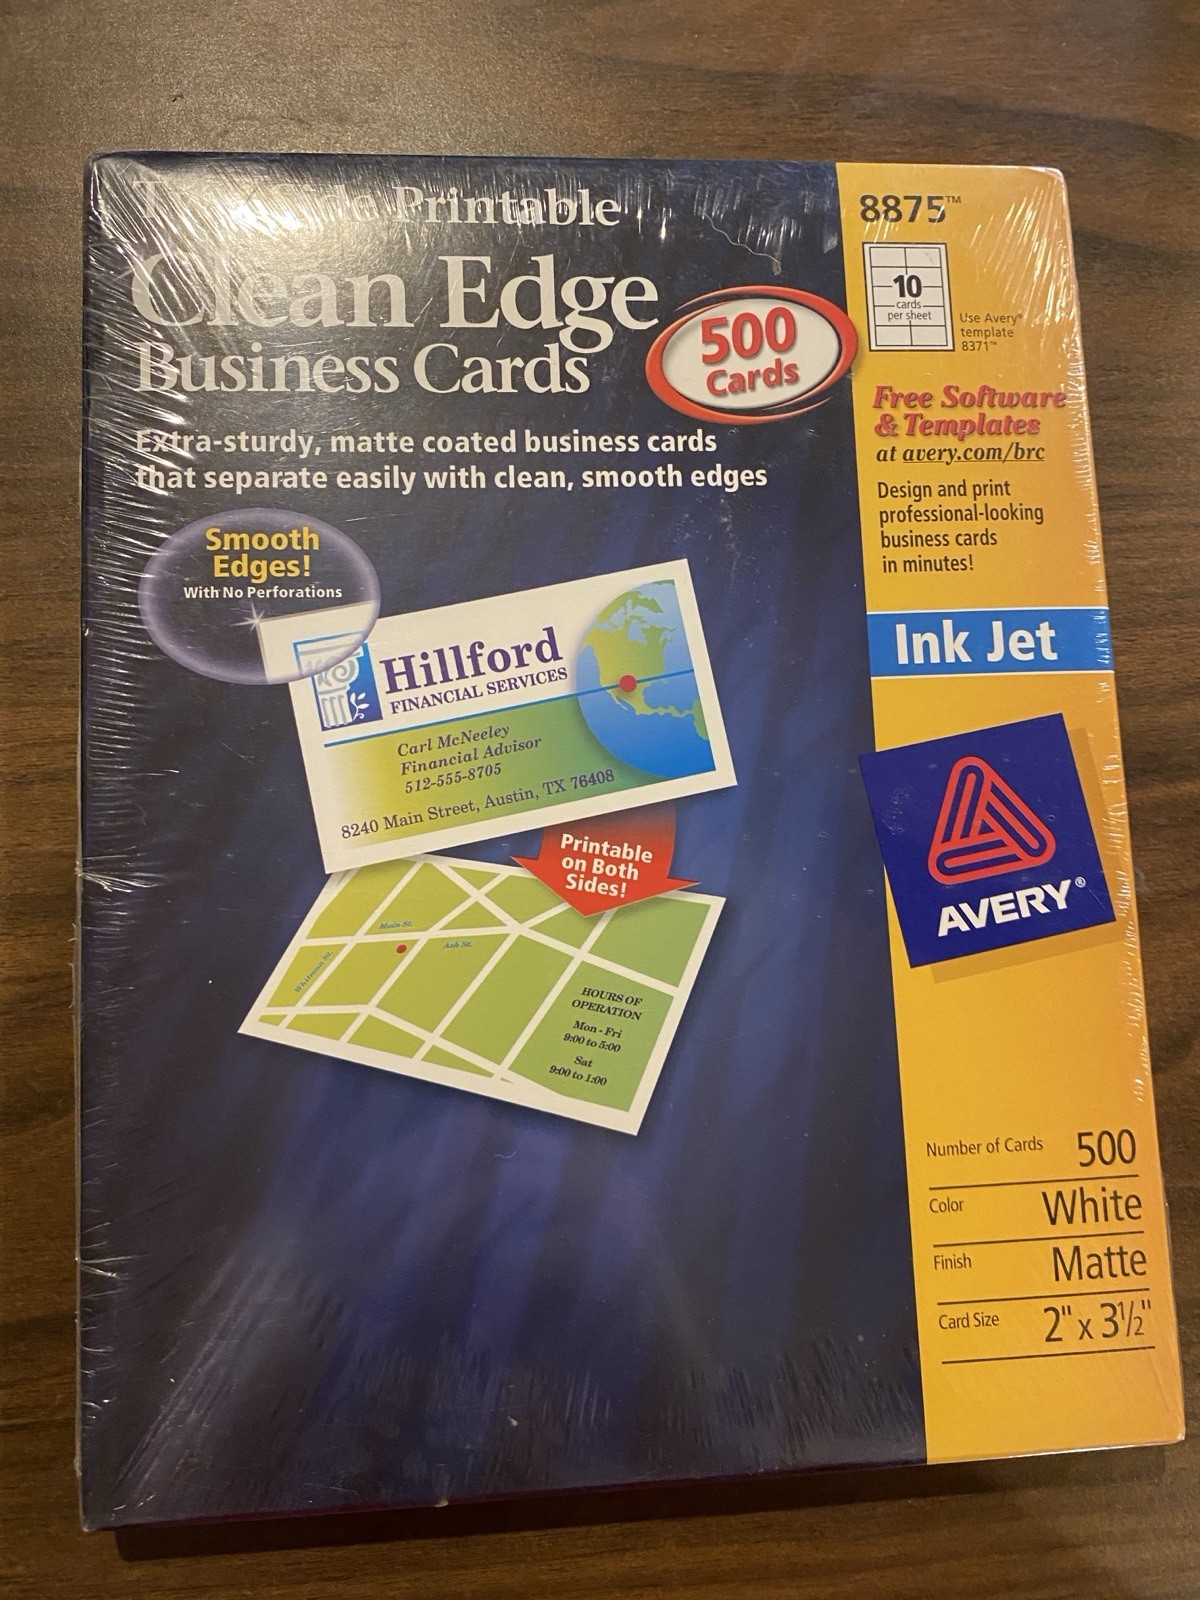 Two-Side Printable
Clean Edge
Business Cards
500
Cards
Extra-sturdy, matte coated business cards
that separate easily with clean, smooth edges
Smooth
Edges!
With No Perforations
Hillford
FINANCIAL SERVICES
Carl McNeeley
Financial Advisor
512-555-8705
8240 Main Street, Austin, TX 76408
Printable
on Both
Sides!
Main St.
Ash St.
Whitman St.
HOURS OF
OPERATION
Mon - Fri
9:00 to 5:00
Sat
9:00 to 1:00
8875™
10
cards
per sheet
Use Avery®
template
8371™
Free Software
& Templates
at avery.com/brc
Design and print
professional-looking
business cards
in minutes!
Ink Jet
AVERY®
Number of Cards 500
Color White
Finish Matte
Card Size 2" x 3½"